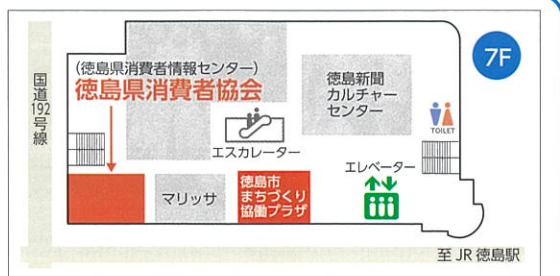 7F
国道192号線
(徳島県消費者情報センター)
徳島県消費者協会
徳島新聞
カルチャー
センター
TOILET
エスカレーター
エレベーター
マリッサ
徳島市
まちづくり
協働プラザ
至 JR 徳島駅